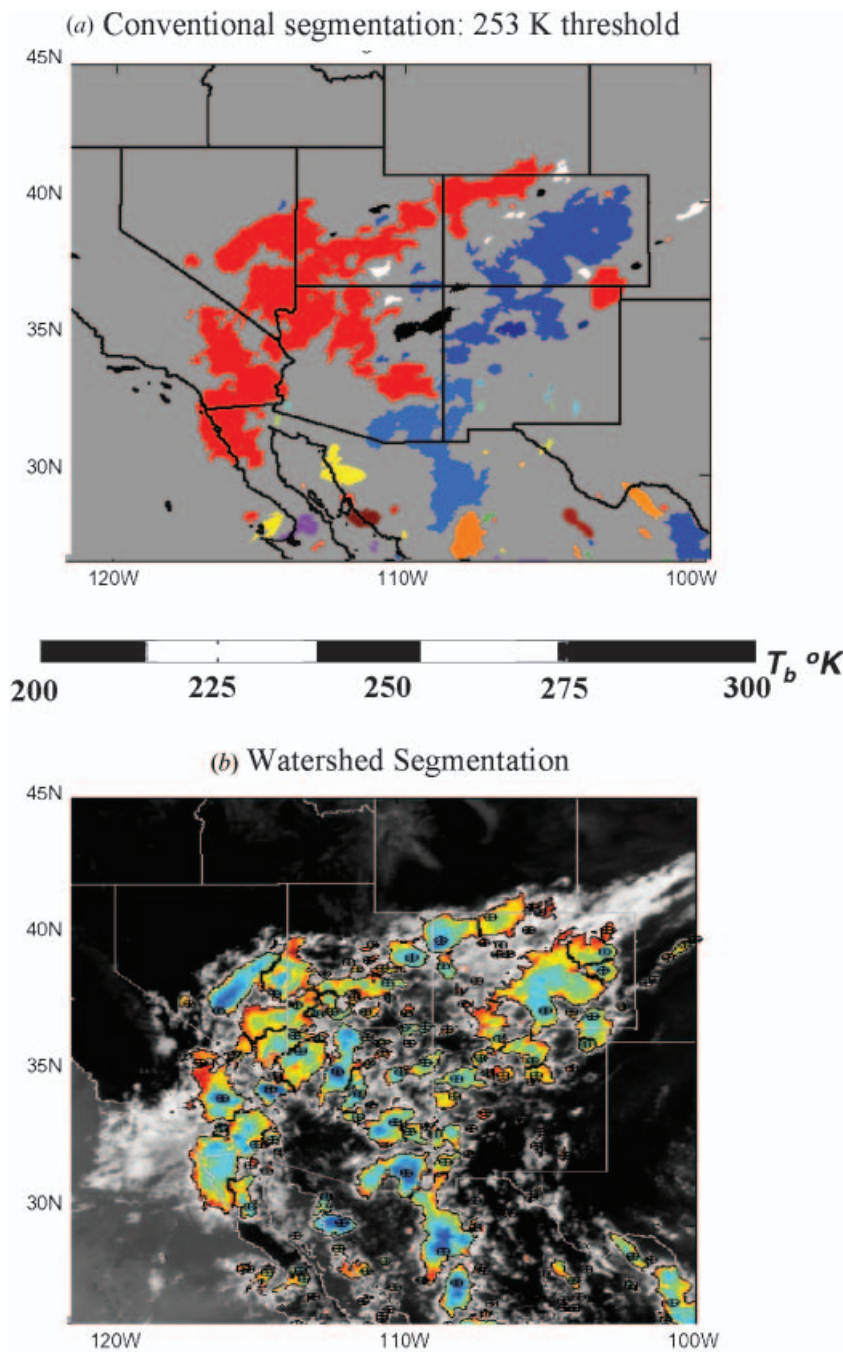 (a) Conventional segmentation: 253 K threshold
45N
40N
35N
30N
120W 110W 100W
200 225 250 275 300 Tb °K
(b) Watershed Segmentation
45N
40N
35N
30N
120W 110W 100W